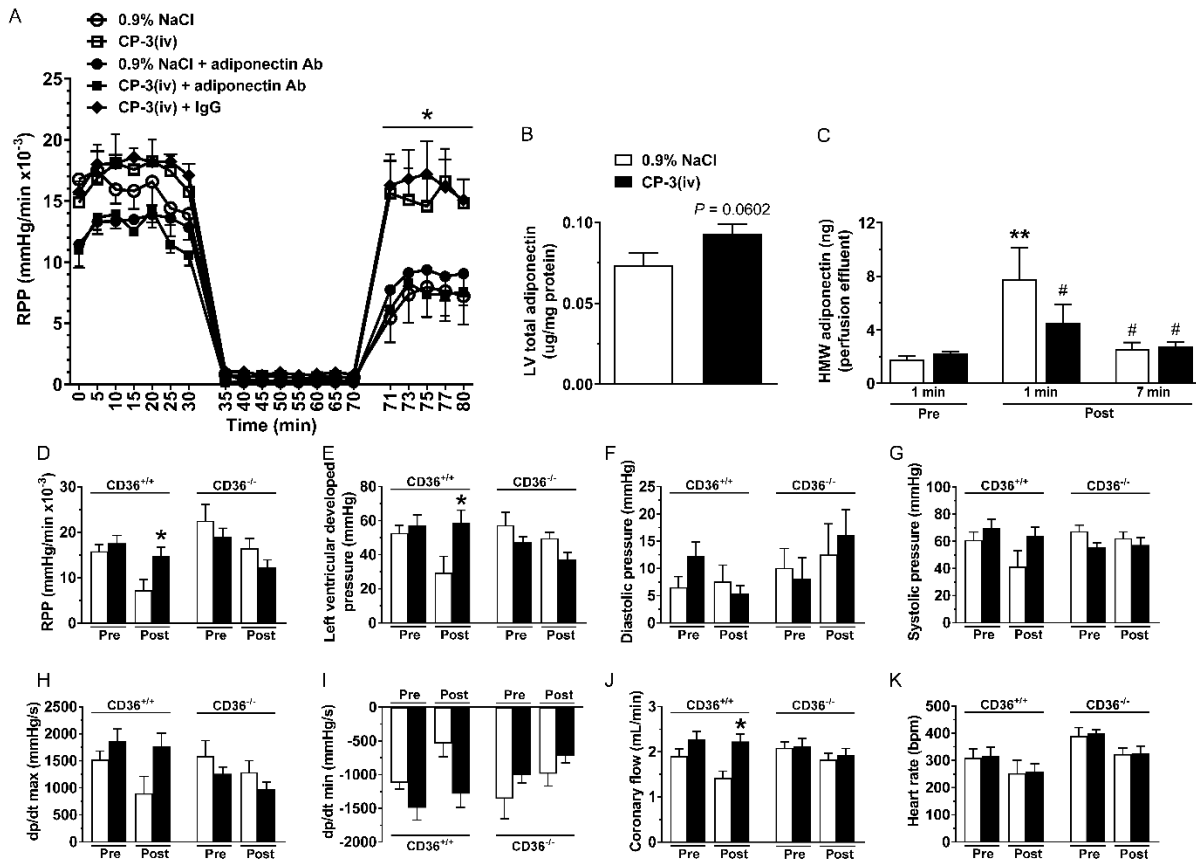 A
0.9% NaCl
CP-3(iv)
0.9% NaCl + adiponectin Ab
CP-3(iv) + adiponectin Ab
CP-3(iv) + IgG
RPP (mmHg/min x10⁻³)
25
20
15
10
5
0
*
0 5 10 15 20 25 30 35 40 45 50 55 60 65 70 71 73 75 77 80
Time (min)
B
0.9% NaCl
CP-3(iv)
LV total adiponectin
(ug/mg protein)
0.10
0.05
0.00
P = 0.0602
C
HMW adiponectin (ng)
(perfusion effluent)
12
8
4
0
**
#
# #
1 min 1 min 7 min
Pre Post
D
RPP (mmHg/min x10⁻³)
30
20
10
0
CD36⁺/⁺ CD36⁻/⁻
*
Pre Post Pre Post
E
Left ventricular developed
pressure (mmHg)
80
60
40
20
0
CD36⁺/⁺ CD36⁻/⁻
*
Pre Post Pre Post
F
Diastolic pressure (mmHg)
25
20
15
10
5
0
CD36⁺/⁺ CD36⁻/⁻
Pre Post Pre Post
G
Systolic pressure (mmHg)
100
80
60
40
20
0
CD36⁺/⁺ CD36⁻/⁻
Pre Post Pre Post
H
dp/dt max (mmHg/s)
2500
2000
1500
1000
500
0
CD36⁺/⁺ CD36⁻/⁻
Pre Post Pre Post
I
dp/dt min (mmHg/s)
Pre Post Pre Post
0
-500
-1000
-1500
-2000
CD36⁺/⁺ CD36⁻/⁻
J
Coronary flow (mL/min)
3
2
1
0
CD36⁺/⁺ CD36⁻/⁻
*
Pre Post Pre Post
K
Heart rate (bpm)
500
400
300
200
100
0
CD36⁺/⁺ CD36⁻/⁻
Pre Post Pre Post